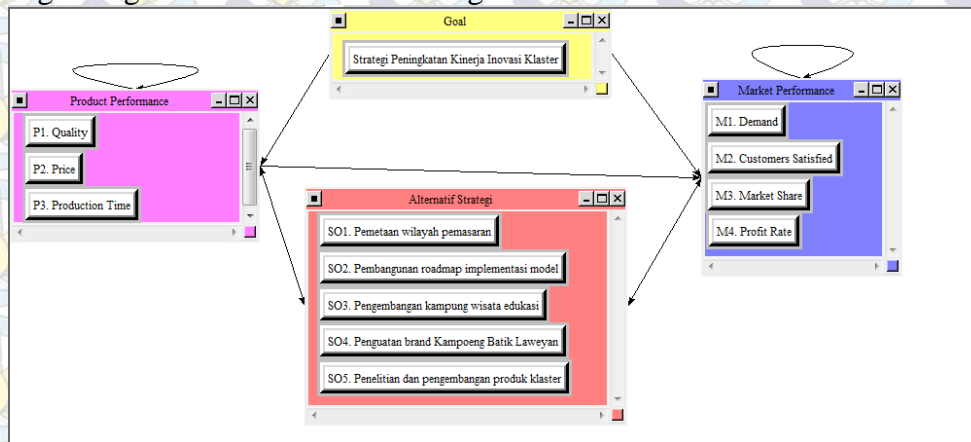 Goal
Strategi Peningkatan Kinerja Inovasi Klaster
Product Performance
P1. Quality
P2. Price
P3. Production Time
Market Performance
M1. Demand
M2. Customers Satisfied
M3. Market Share
M4. Profit Rate
Alternatif Strategi
SO1. Pemetaan wilayah pemasaran
SO2. Pembangunan roadmap implementasi model
SO3. Pengembangan kampung wisata edukasi
SO4. Penguatan brand Kampoeng Batik Laweyan
SO5. Penelitian dan pengembangan produk klaster